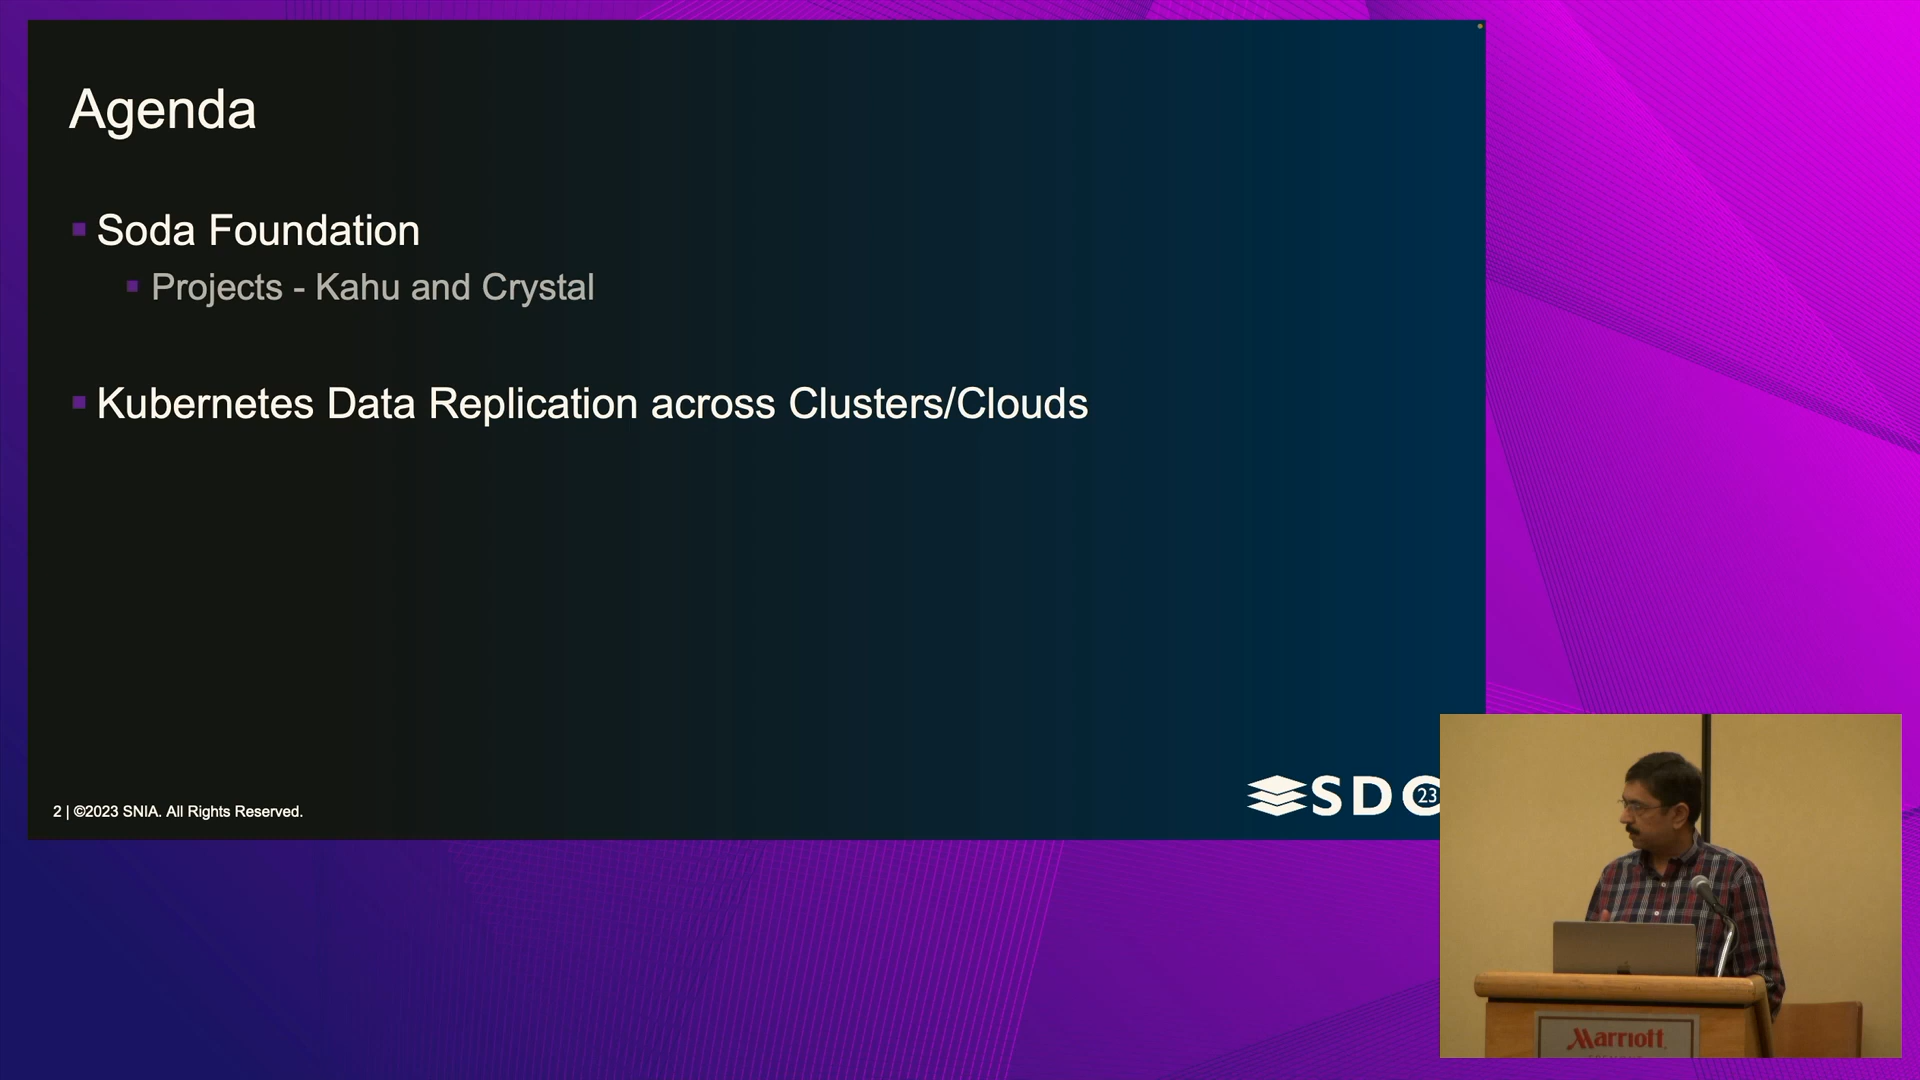 Agenda
Soda Foundation
Projects - Kahu and Crystal
Kubernetes Data Replication across Clusters/Clouds
2 | ©2023 SNIA. All Rights Reserved.
SDC 23
Marriott